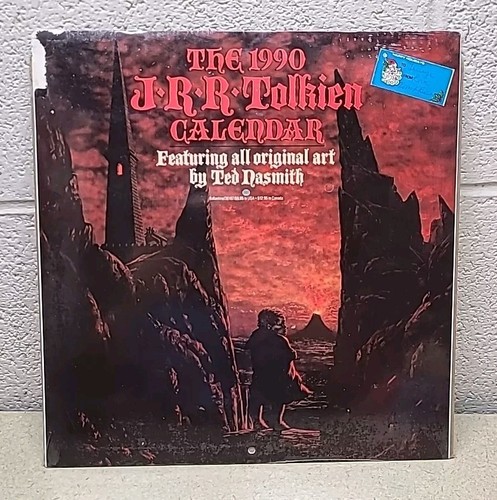 THE 1990
J·R·R·Tolkien
CALENDAR
Featuring all original art
by Ted Nasmith